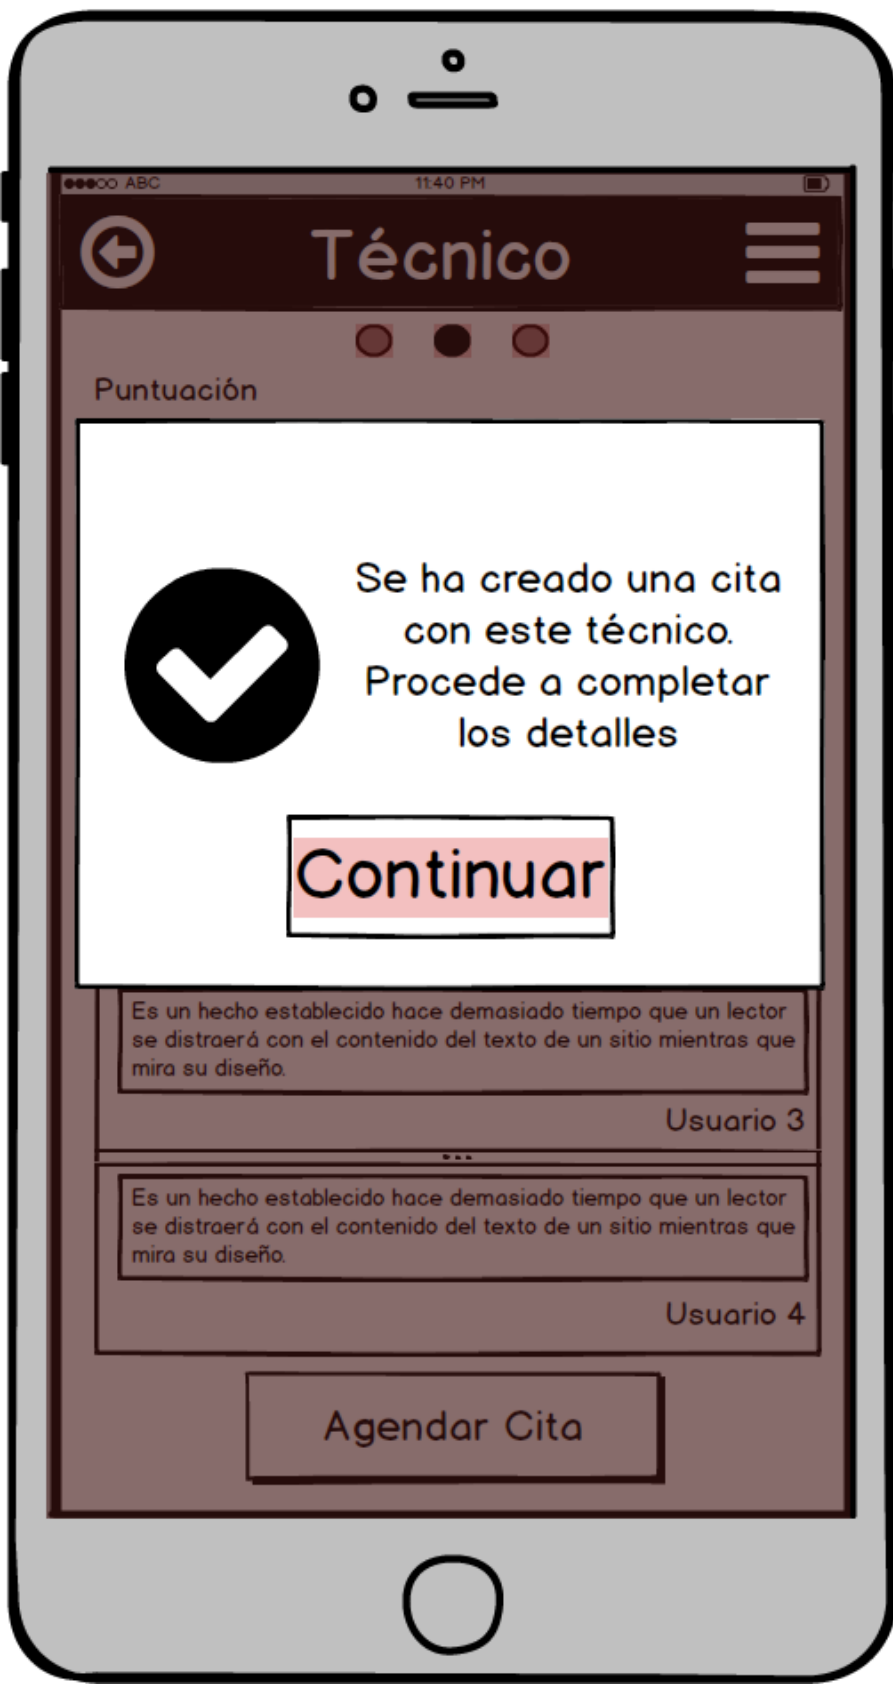 ABC 11:40 PM
Técnico
Puntuación
Se ha creado una cita
con este técnico.
Procede a completar
los detalles
Continuar
Es un hecho establecido hace demasiado tiempo que un lector
se distraerá con el contenido del texto de un sitio mientras que
mira su diseño.
Usuario 3
...
Es un hecho establecido hace demasiado tiempo que un lector
se distraerá con el contenido del texto de un sitio mientras que
mira su diseño.
Usuario 4
Agendar Cita